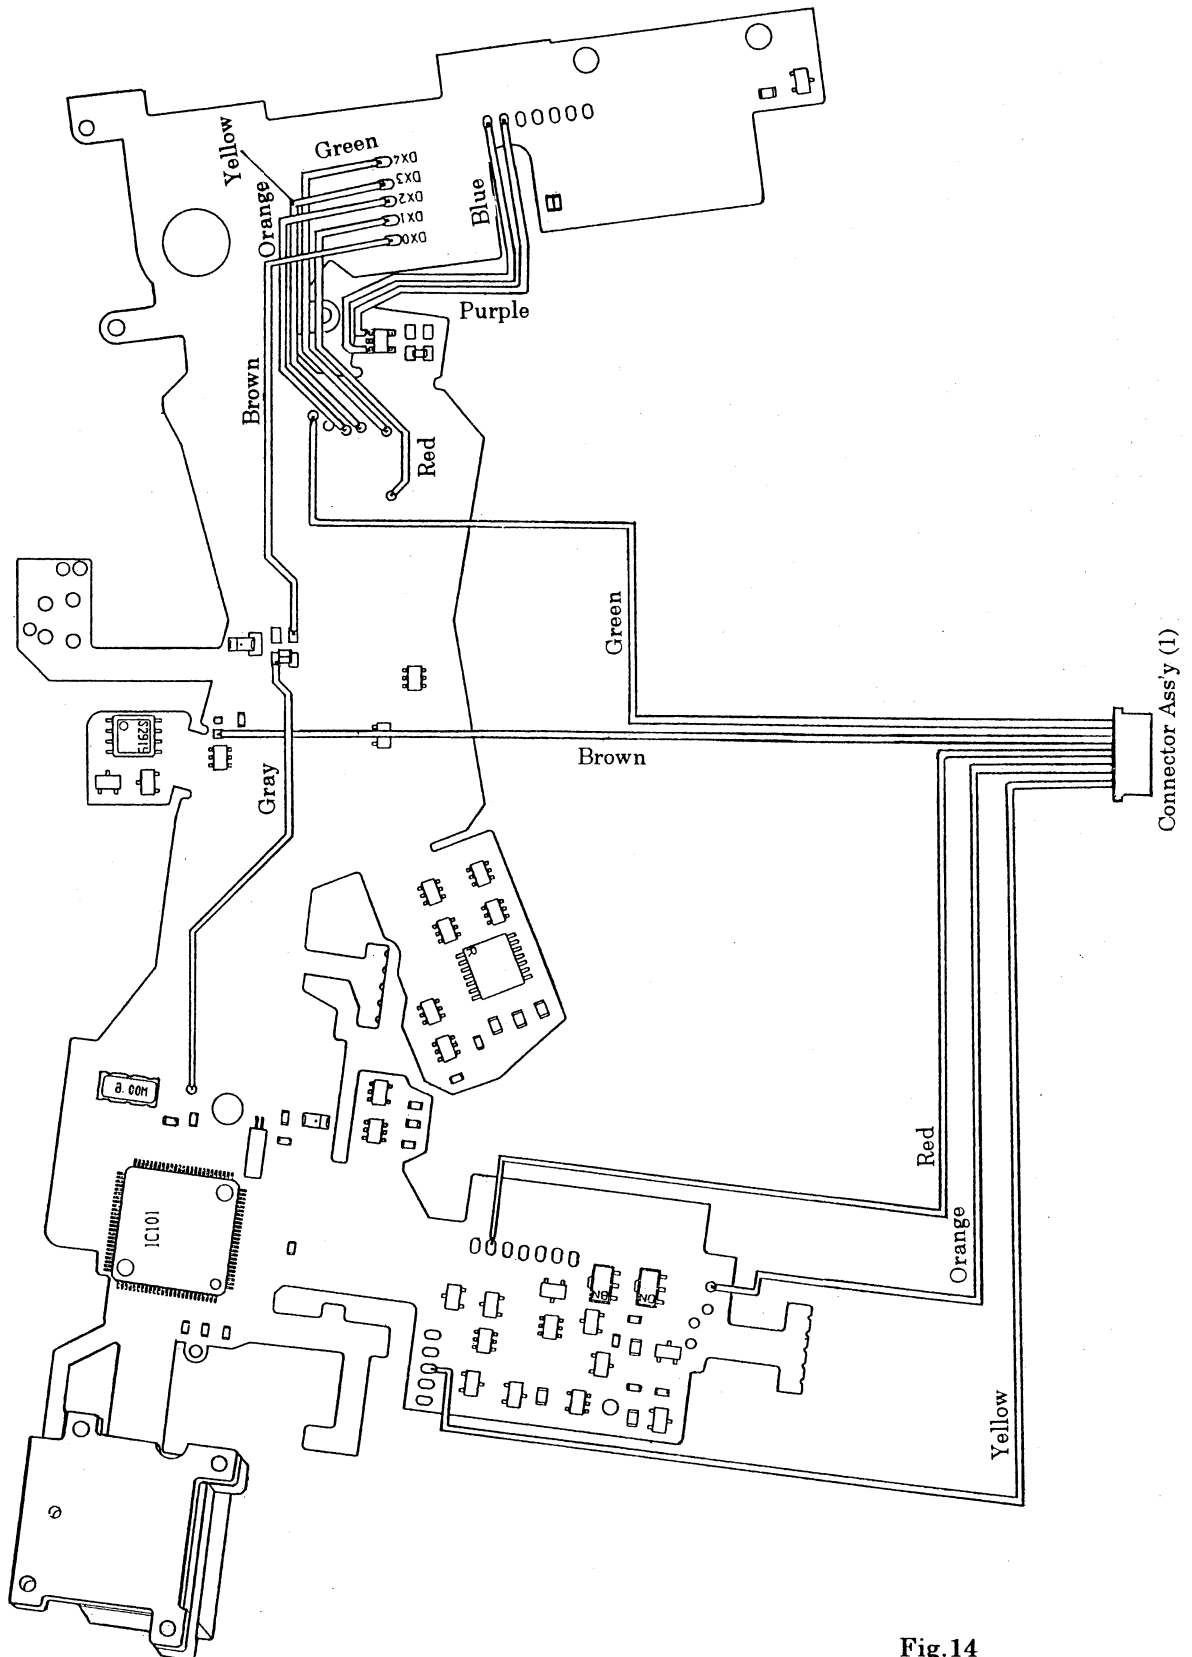 Yellow
Green
Orange
Blue
DX4
DX3
DX2
DX1
DX0
Purple
Brown
Red
Green
Brown
Gray
Connector Ass'y (1)
IC101
Red
Orange
Yellow
Fig.14